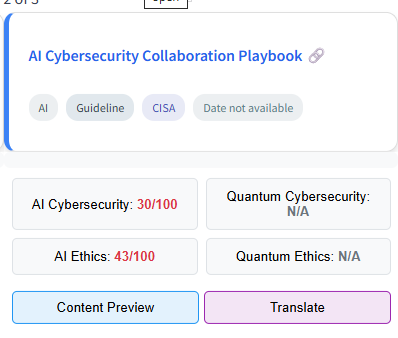 2 of 3
Open
AI Cybersecurity Collaboration Playbook
AI
Guideline
CISA
Date not available
AI Cybersecurity: 30/100
Quantum Cybersecurity:
N/A
AI Ethics: 43/100
Quantum Ethics: N/A
Content Preview
Translate